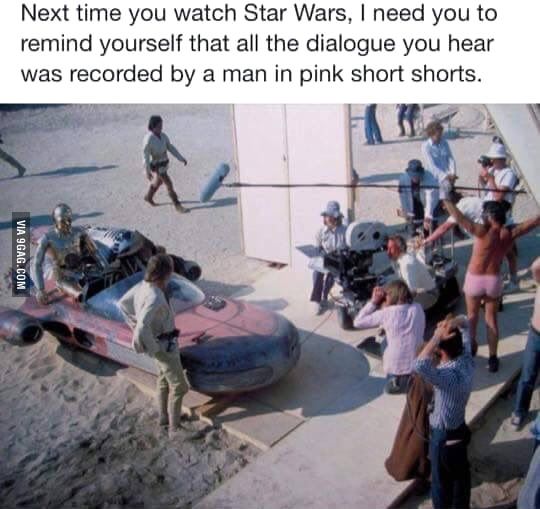 Next time you watch Star Wars, I need you to
remind yourself that all the dialogue you hear
was recorded by a man in pink short shorts.
VIA 9GAG.COM